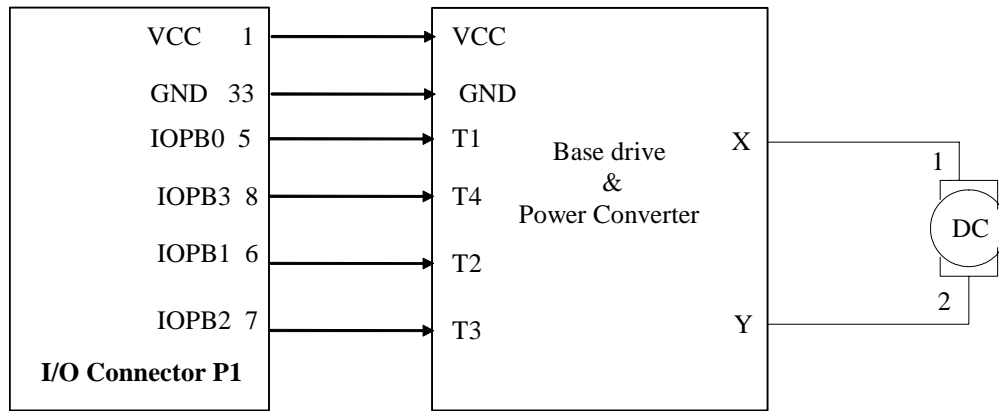 VCC 1
GND 33
IOPB0 5
IOPB3 8
IOPB1 6
IOPB2 7
I/O Connector P1
VCC
GND
T1
T4
T2
T3
Base drive
&
Power Converter
X
Y
1
DC
2